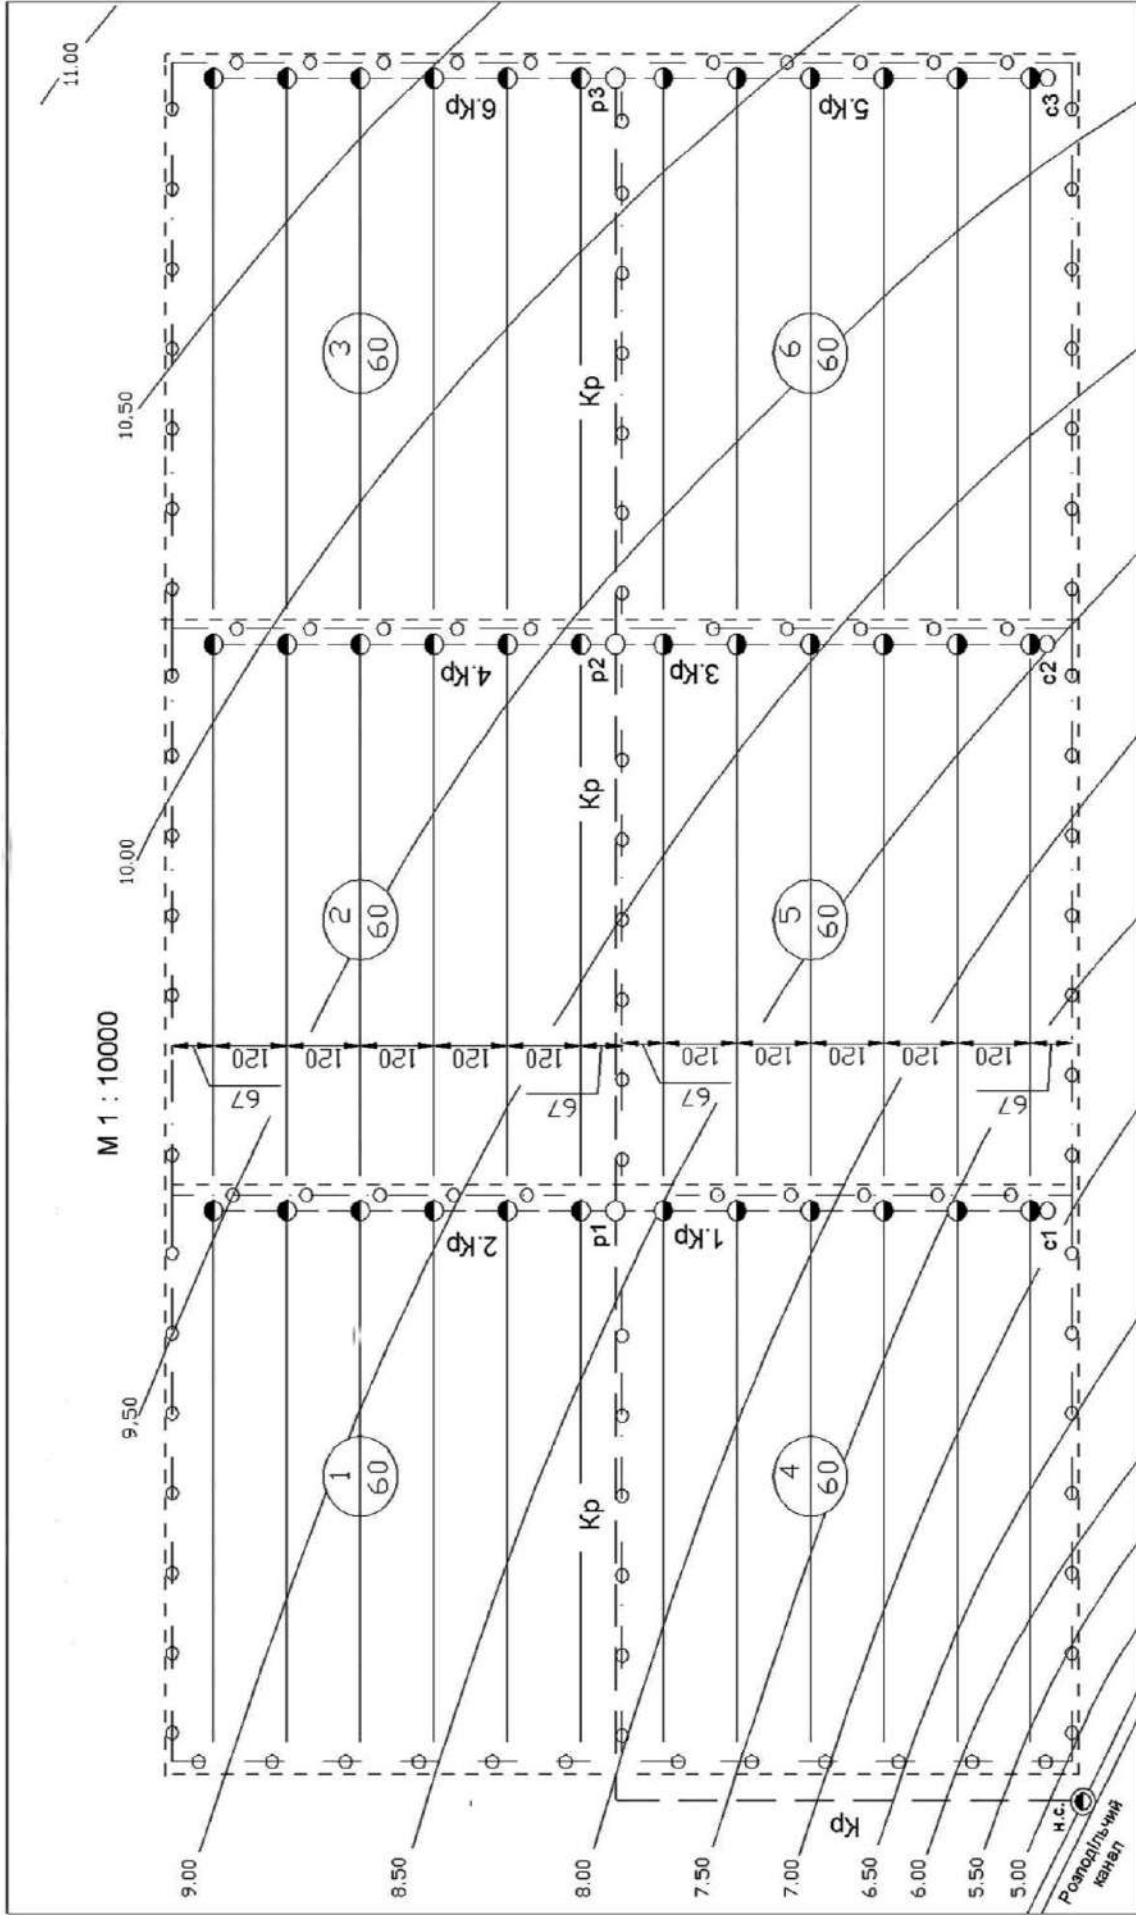 М 1 : 10000
11.00
10,50
10.00
9,50
9.00
8.50
8.00
7.50
7.00
6.50
6.00
5.50
5.00
3
60
2
60
1
60
6
60
5
60
4
60
6.Кр
5.Кр
4.Кр
3.Кр
2.Кр
1.Кр
Кр
Кр
Кр
Кр
р3
р2
р1
с3
с2
с1
67
120
120
120
120
120
67
67
120
120
120
120
120
67
н.с.
Розподільчий
канал